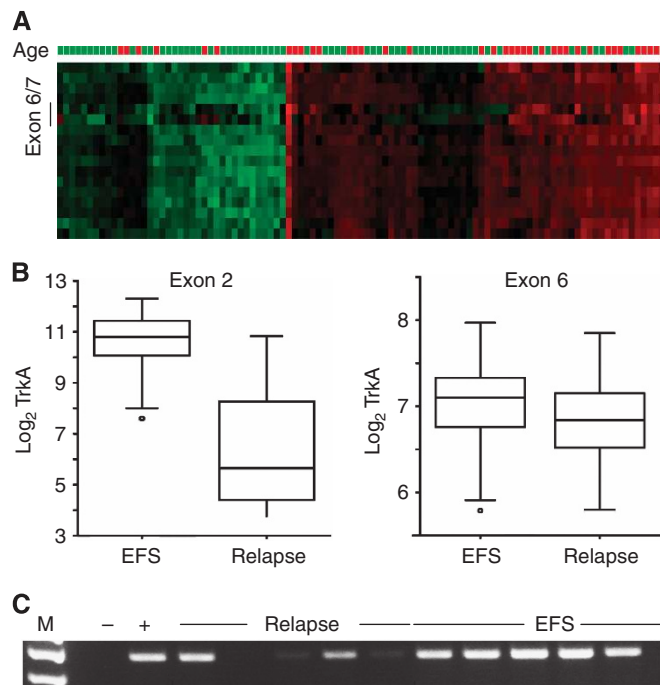 A
Age
Exon 6/7
B
Exon 2
Log2 TrkA
13
11
9
7
5
3
EFS
Relapse
Exon 6
Log2 TrkA
8
7
6
EFS
Relapse
C
M – + Relapse EFS